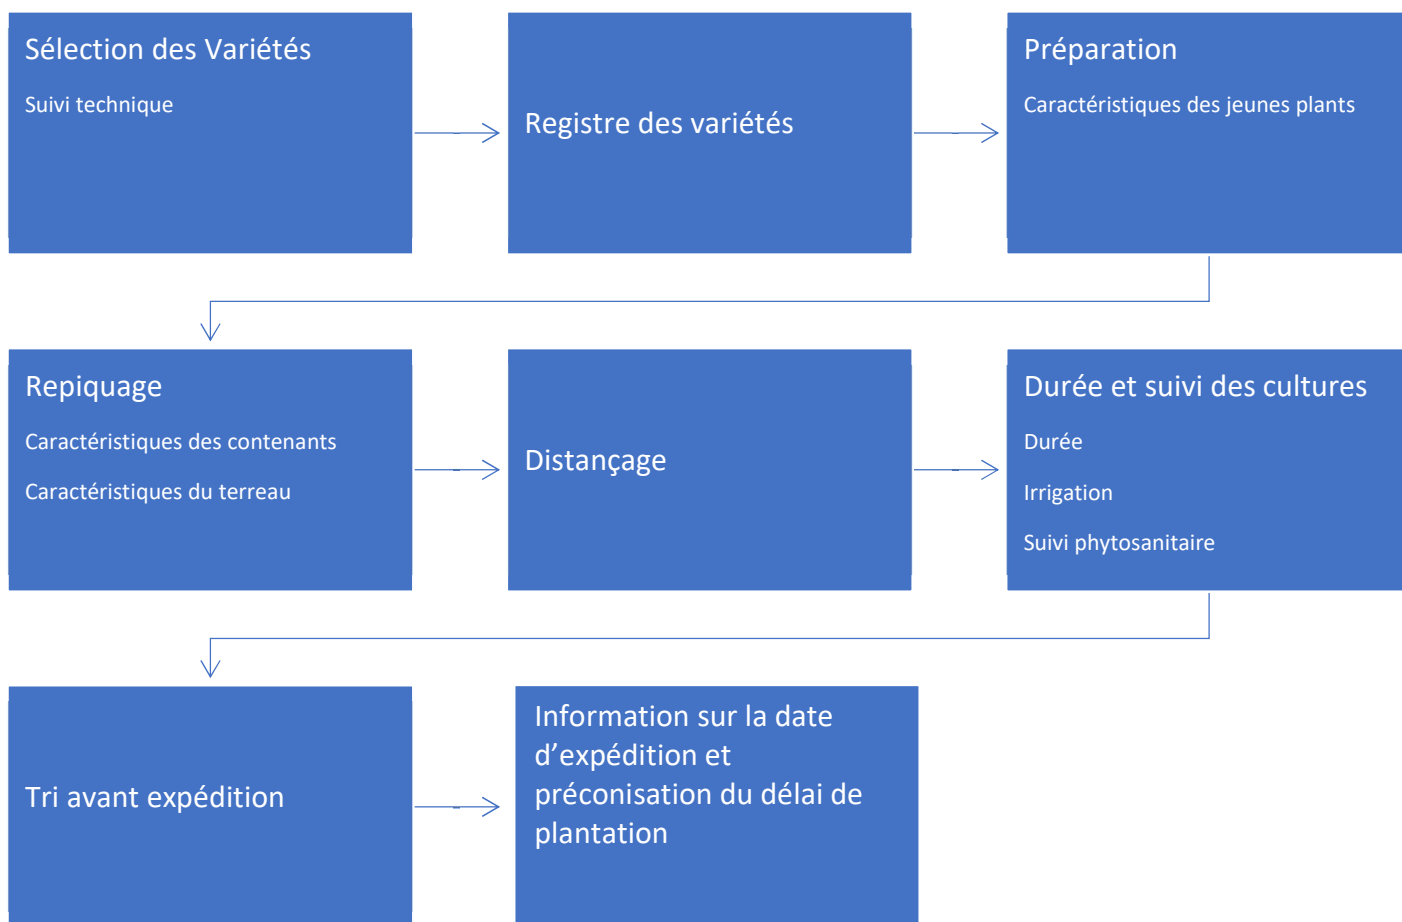 Sélection des Variétés
Suivi technique
Registre des variétés
Préparation
Caractéristiques des jeunes plants
Repiquage
Caractéristiques des contenants
Caractéristiques du terreau
Distançage
Durée et suivi des cultures
Durée
Irrigation
Suivi phytosanitaire
Tri avant expédition
Information sur la date
d’expédition et
préconisation du délai de
plantation